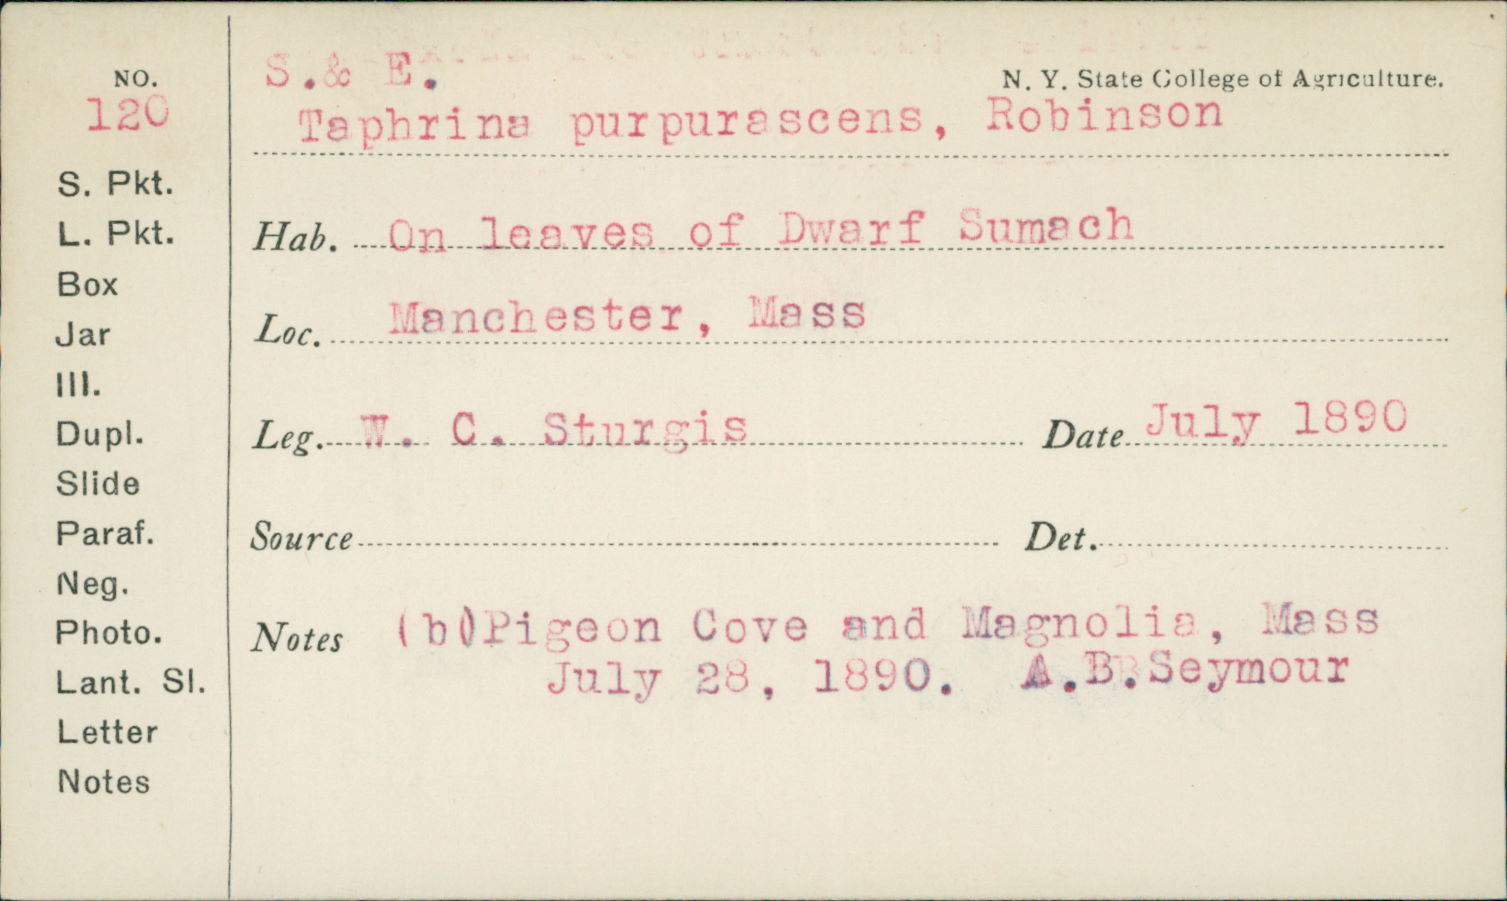 NO.
120
S. Pkt.
L. Pkt.
Box
Jar
Ill.
Dupl.
Slide
Paraf.
Neg.
Photo.
Lant. Sl.
Letter
Notes
S.& E.
N. Y. State College of Agriculture.
Taphrina purpurascens, Robinson
Hab. On leaves of Dwarf Sumach
Loc. Manchester, Mass
Leg. W. C. Sturgis Date July 1890
Source Det.
Notes (b)Pigeon Cove and Magnolia, Mass
July 28, 1890. A.B.Seymour